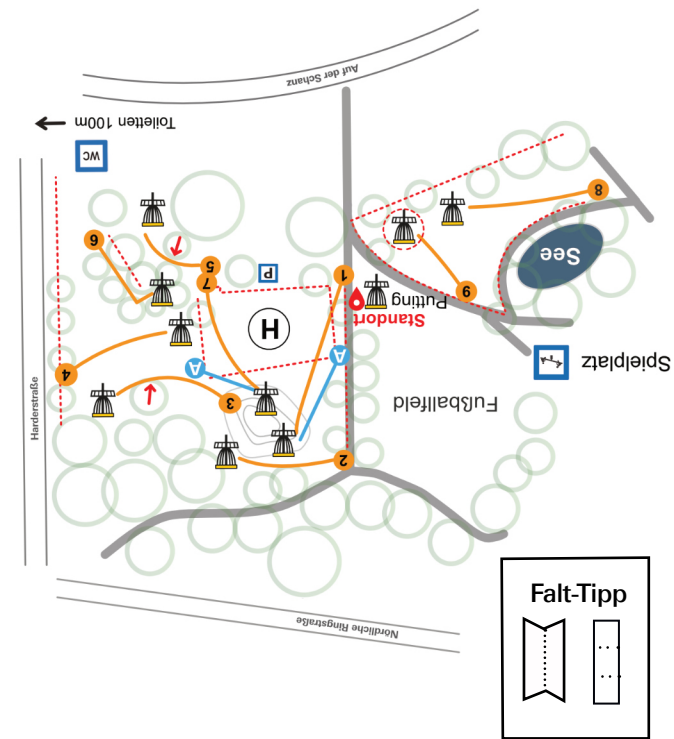 Auf der Schanz
Toiletten 100m
WC
8
6
See
5
7
P
1
9
Putting
Standort
H
A
A
Spielplatz
4
3
Fußballfeld
Harderstraße
2
Falt-Tipp
Nördliche Ringstraße